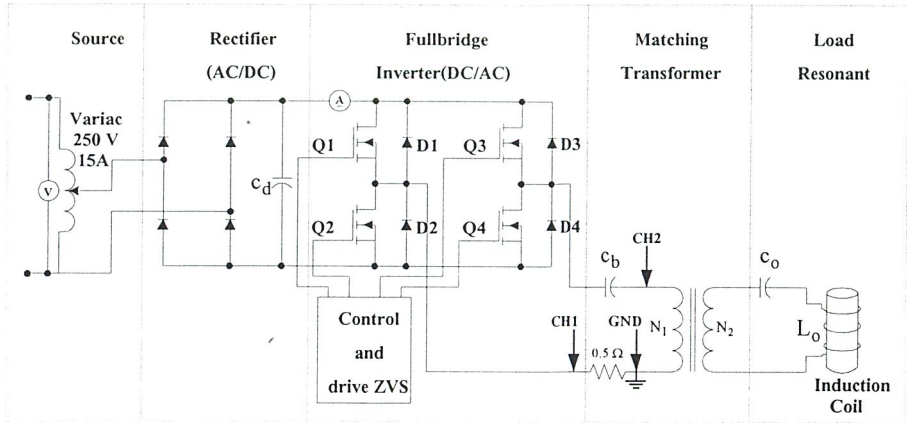 Source
Rectifier
(AC/DC)
Fullbridge
Inverter(DC/AC)
Matching
Transformer
Load
Resonant
Variac
250 V
15A
V
A
Cd
Q1
D1
Q3
D3
Q2
D2
Q4
D4
Control
and
drive ZVS
CH1
0.5 Ω
GND
Cb
CH2
N1
N2
Co
Lo
Induction
Coil